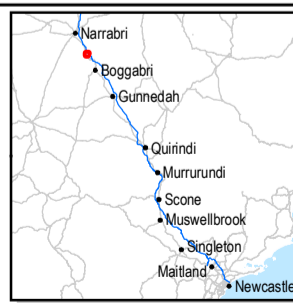 Narrabri
Boggabri
Gunnedah
Quirindi
Murrurundi
Scone
Muswellbrook
Singleton
Maitland
Newcastle